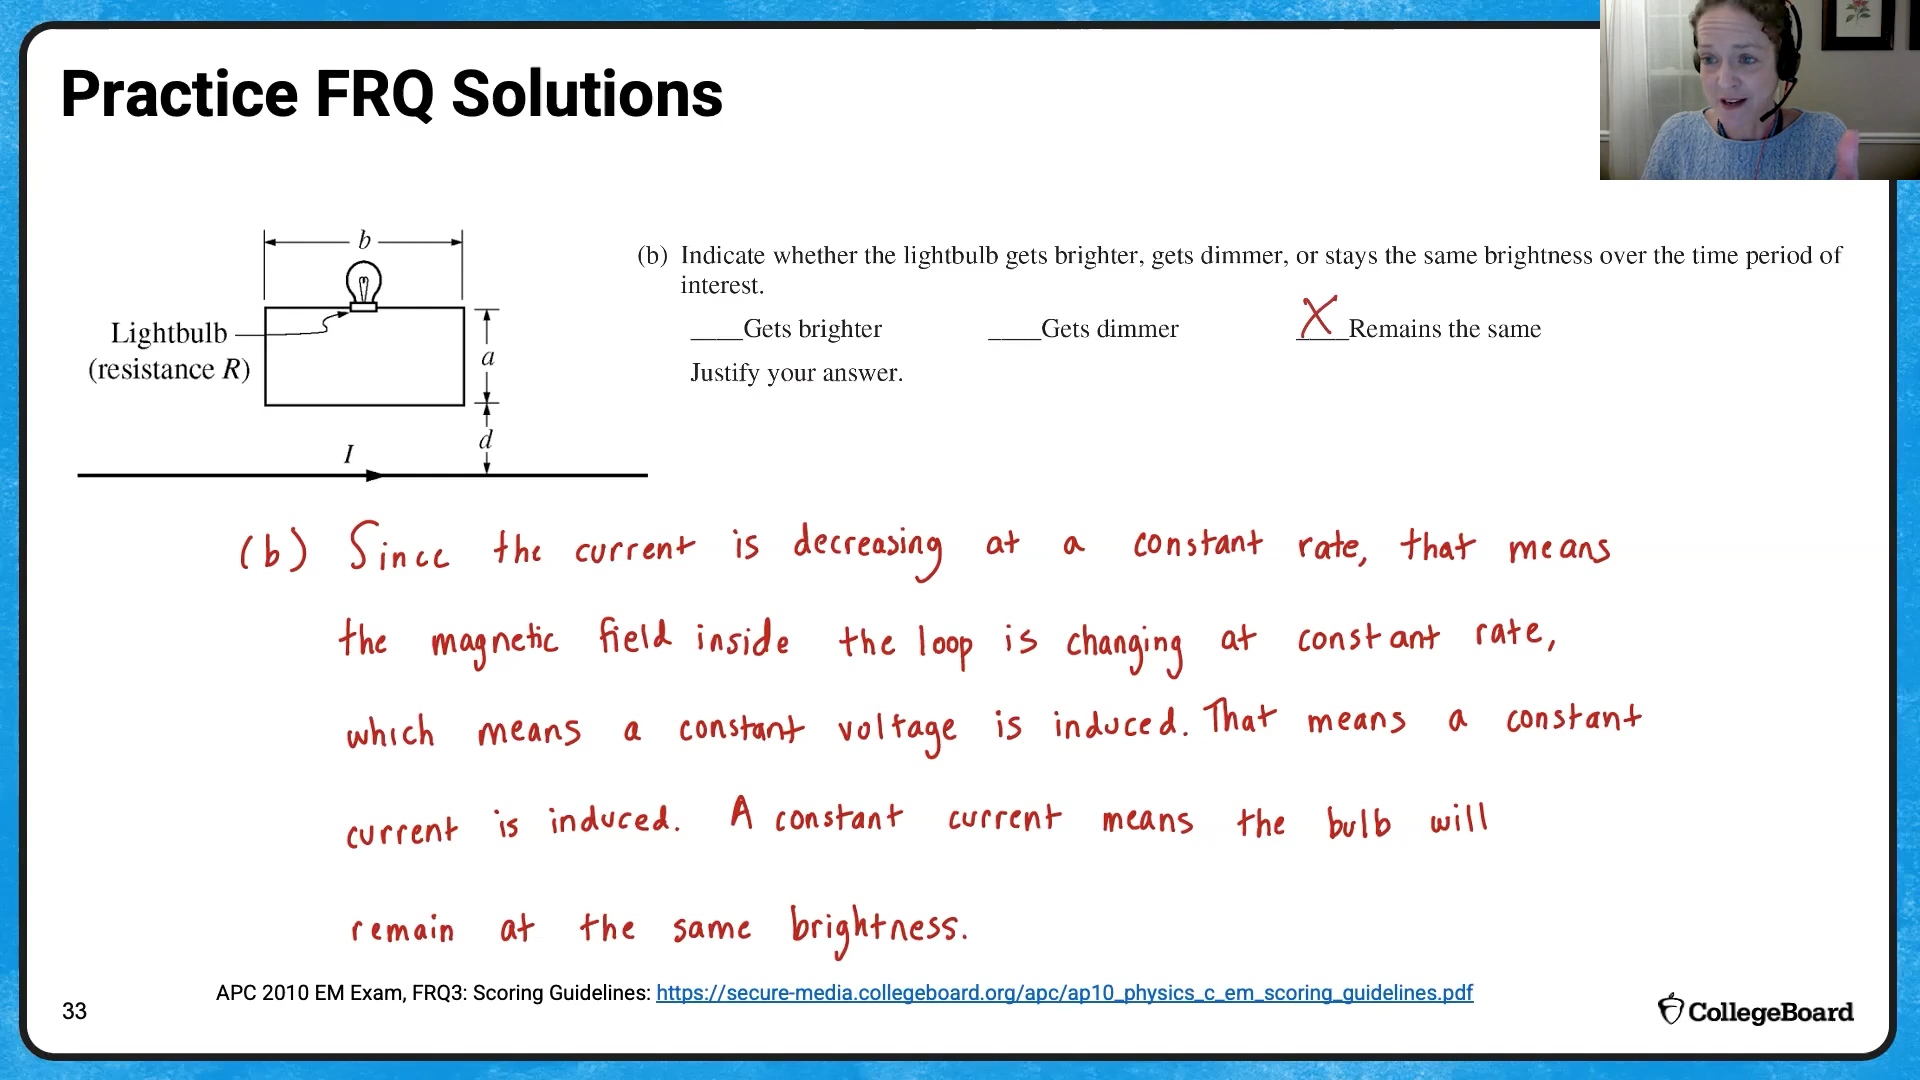 Practice FRQ Solutions
b
Lightbulb
(resistance R)
a
d
I
(b) Indicate whether the lightbulb gets brighter, gets dimmer, or stays the same brightness over the time period of
interest.
____Gets brighter ____Gets dimmer __X__Remains the same
Justify your answer.
(b) Since the current is decreasing at a constant rate, that means
the magnetic field inside the loop is changing at constant rate,
which means a constant voltage is induced. That means a constant
current is induced. A constant current means the bulb will
remain at the same brightness.
APC 2010 EM Exam, FRQ3: Scoring Guidelines: https://secure-media.collegeboard.org/apc/ap10_physics_c_em_scoring_guidelines.pdf
33
CollegeBoard